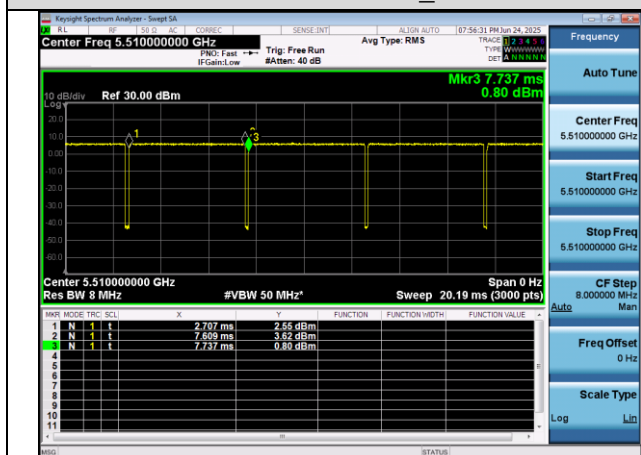 Keysight Spectrum Analyzer - Swept SA
RL RF 50 Ω AC CORREC SENSE:INT ALIGN AUTO 07:56:31 PM Jun 24, 2025
Center Freq 5.510000000 GHz
PNO: Fast
IFGain:Low
Trig: Free Run
#Atten: 40 dB
Avg Type: RMS
TRACE 1 2 3 4 5 6
TYPE WWWWWW
DET A N N N N N
Mkr3 7.737 ms
0.80 dBm
10 dB/div Ref 30.00 dBm
Log
20.0
10.0
0.00
-10.0
-20.0
-30.0
-40.0
-50.0
-60.0
1
3
Center 5.510000000 GHz Span 0 Hz
Res BW 8 MHz #VBW 50 MHz* Sweep 20.19 ms (3000 pts)
MKR MODE TRC SCL X Y FUNCTION FUNCTION WIDTH FUNCTION VALUE
1 N 1 t 2.707 ms 2.55 dBm
2 N 1 t 7.609 ms 3.62 dBm
3 N 1 t 7.737 ms 0.80 dBm
4
5
6
7
8
9
10
11
MSG STATUS
Frequency
Auto Tune
Center Freq
5.510000000 GHz
Start Freq
5.510000000 GHz
Stop Freq
5.510000000 GHz
CF Step
8.000000 MHz
Auto Man
Freq Offset
0 Hz
Scale Type
Log Lin